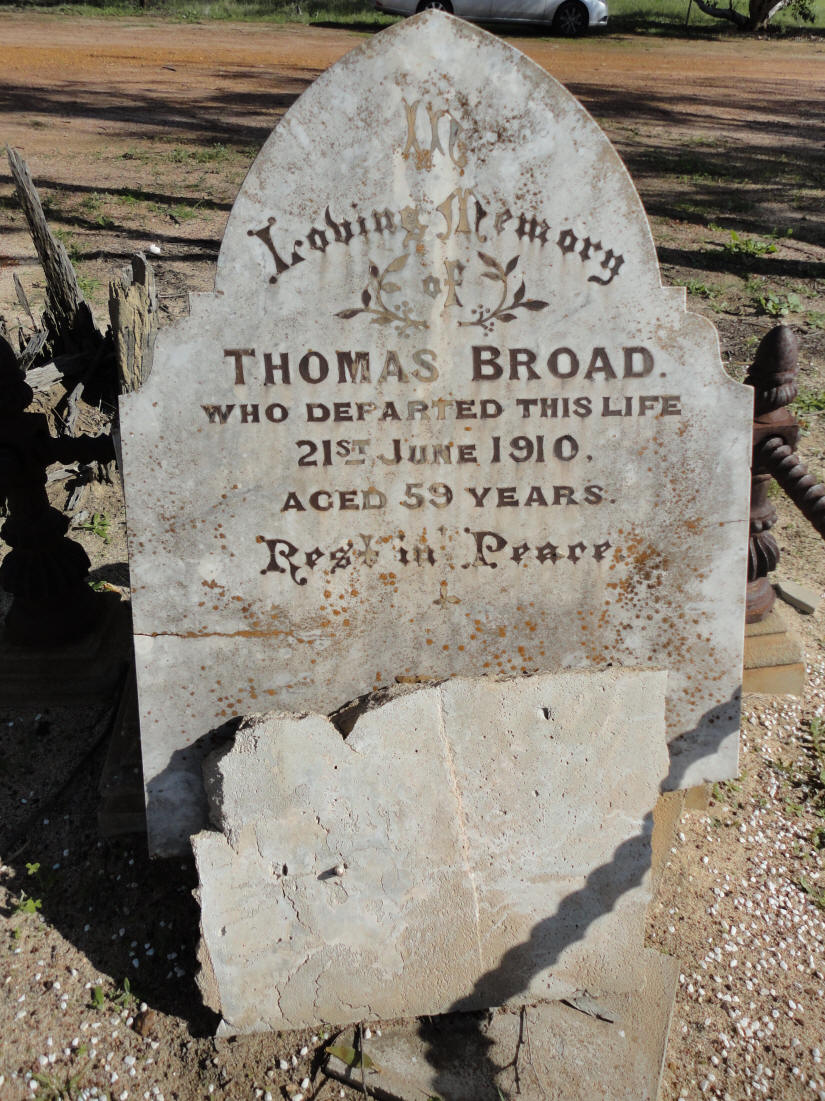 In
Loving Memory
of
THOMAS BROAD.
WHO DEPARTED THIS LIFE
21ST JUNE 1910.
AGED 59 YEARS.
Rest in Peace